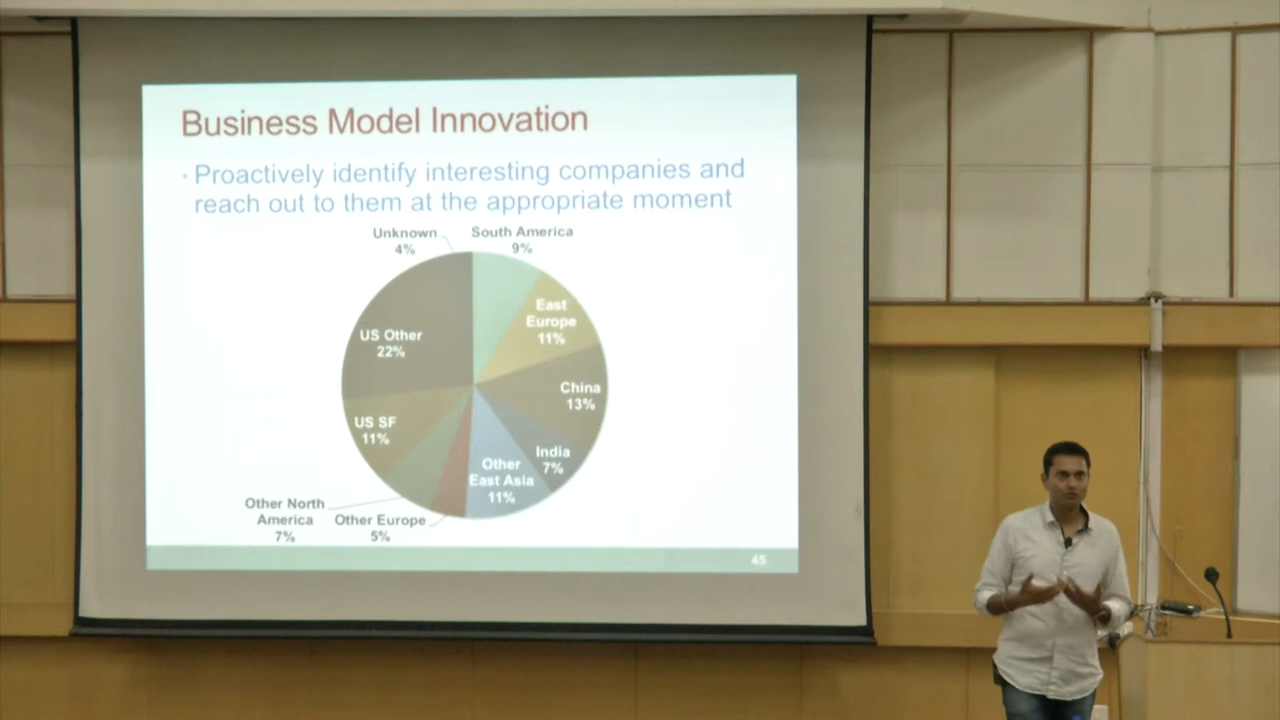 Business Model Innovation
· Proactively identify interesting companies and
reach out to them at the appropriate moment
Unknown
4%
South America
9%
East
Europe
11%
US Other
22%
China
13%
US SF
11%
India
7%
Other
East Asia
11%
Other North
America
7%
Other Europe
5%
45